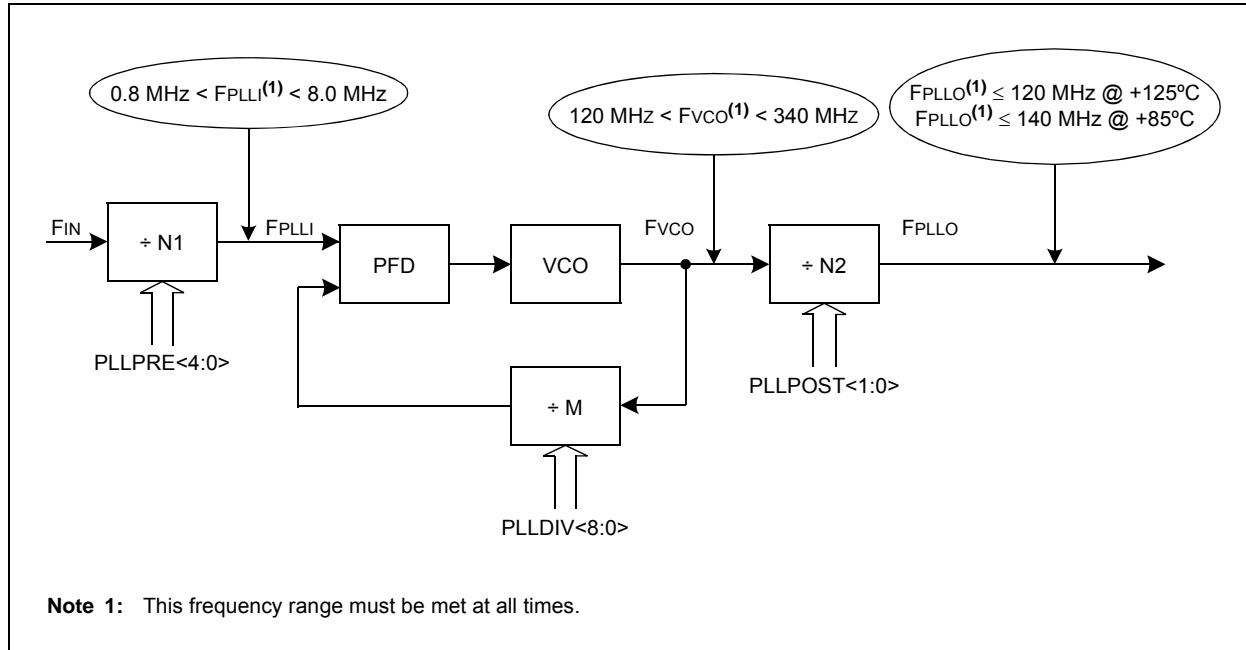 0.8 MHz < FPLLI(1) < 8.0 MHz
120 MHZ < FVCO(1) < 340 MHZ
FPLLO(1) ≤ 120 MHz @ +125ºC
FPLLO(1) ≤ 140 MHz @ +85ºC
FIN
÷ N1
FPLLI
PFD
VCO
FVCO
÷ N2
FPLLO
PLLPRE<4:0>
÷ M
PLLPOST<1:0>
PLLDIV<8:0>
Note 1: This frequency range must be met at all times.